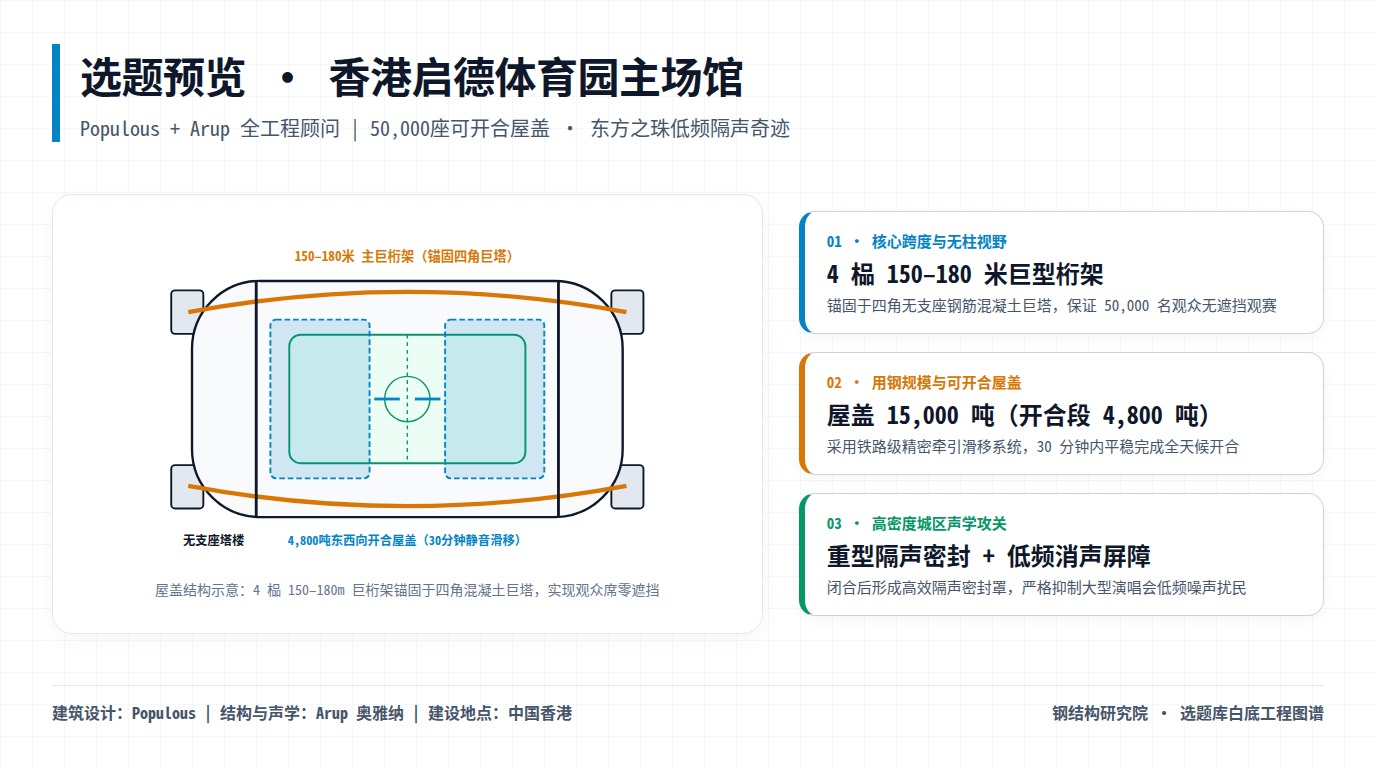 选题预览 • 香港启德体育园主场馆
Populous + Arup 全工程顾问 | 50,000座可开合屋盖 • 东方之珠低频隔声奇迹
150–180米 主巨桁架（锚固四角巨塔）
无支座塔楼
4,800吨东西向开合屋盖（30分钟静音滑移）
屋盖结构示意：4 榀 150–180m 巨桁架锚固于四角混凝土巨塔，实现观众席零遮挡
01 • 核心跨度与无柱视野
4 榀 150–180 米巨型桁架
锚固于四角无支座钢筋混凝土巨塔，保证 50,000 名观众无遮挡观赛
02 • 用钢规模与可开合屋盖
屋盖 15,000 吨（开合段 4,800 吨）
采用铁路级精密牵引滑移系统，30 分钟内平稳完成全天候开合
03 • 高密度城区声学攻关
重型隔声密封 + 低频消声屏障
闭合后形成高效隔声密封罩，严格抑制大型演唱会低频噪声扰民
建筑设计：Populous | 结构与声学：Arup 奥雅纳 | 建设地点：中国香港
钢结构研究院 • 选题库白底工程图谱